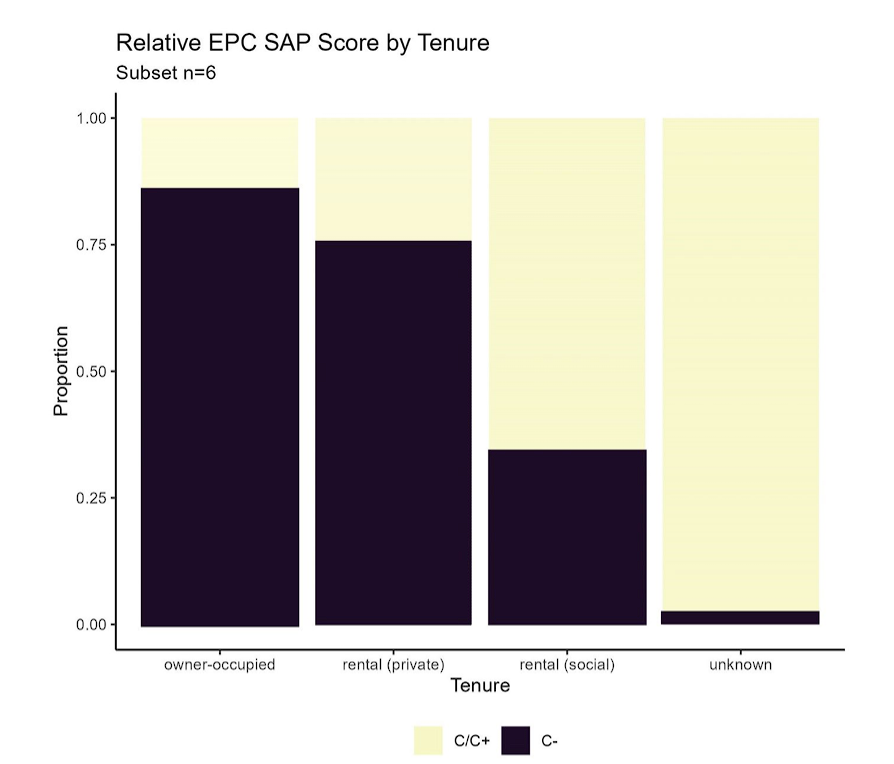 Relative EPC SAP Score by Tenure
Subset n=6
1.00
0.75
0.50
0.25
0.00
Proportion
owner-occupied rental (private) rental (social) unknown
Tenure
C/C+ C-